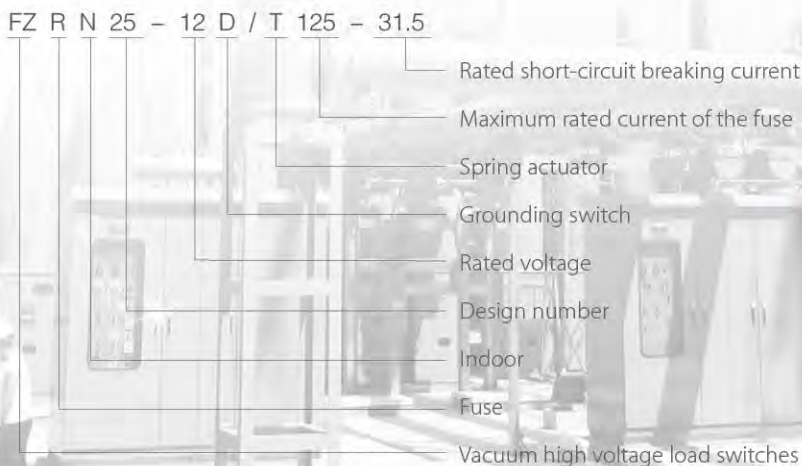 FZ R N 25 – 12 D / T 125 – 31.5
Rated short-circuit breaking current
Maximum rated current of the fuse
Spring actuator
Grounding switch
Rated voltage
Design number
Indoor
Fuse
Vacuum high voltage load switches